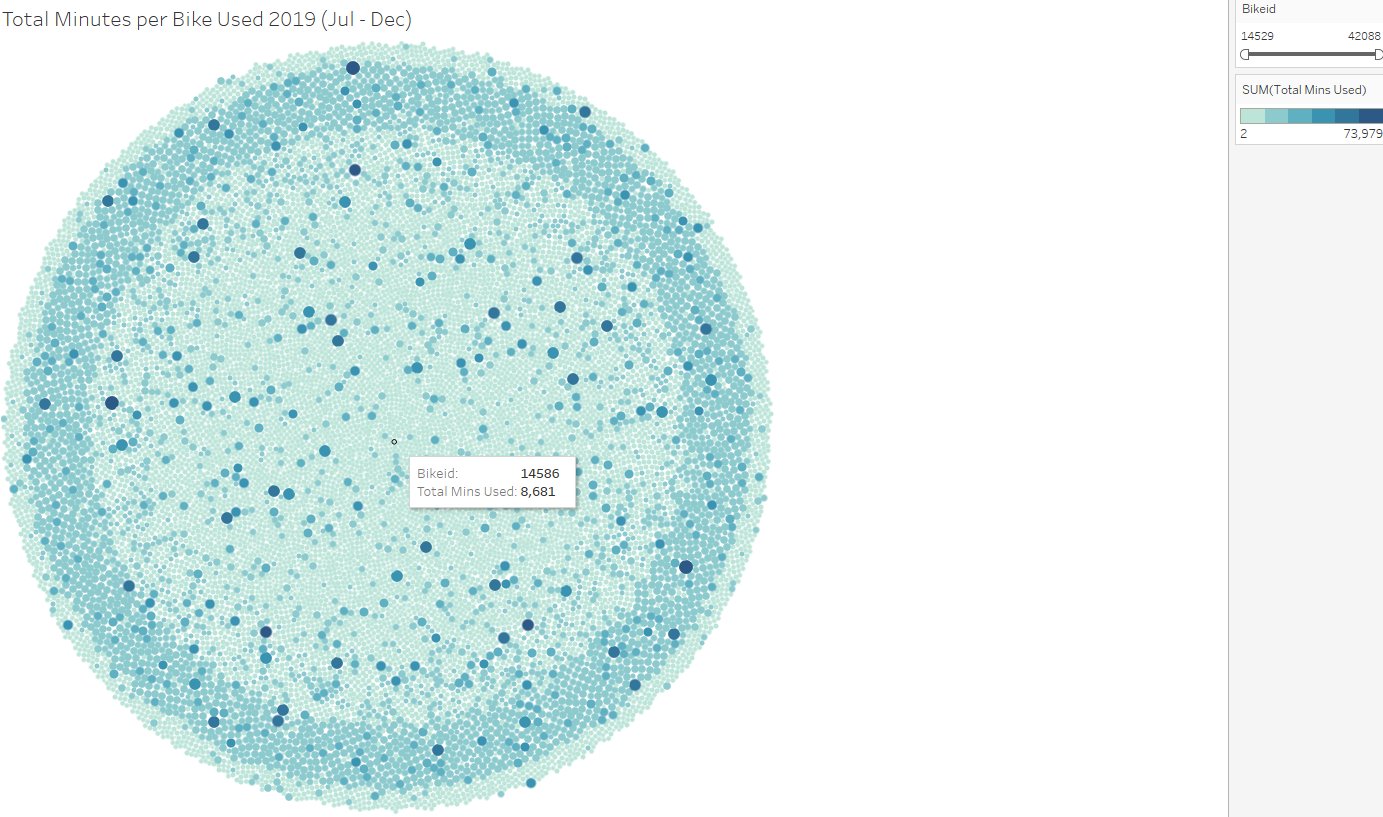 Total Minutes per Bike Used 2019 (Jul - Dec)
Bikeid
14529 42088
SUM(Total Mins Used)
2 73,979
Bikeid: 14586
Total Mins Used: 8,681